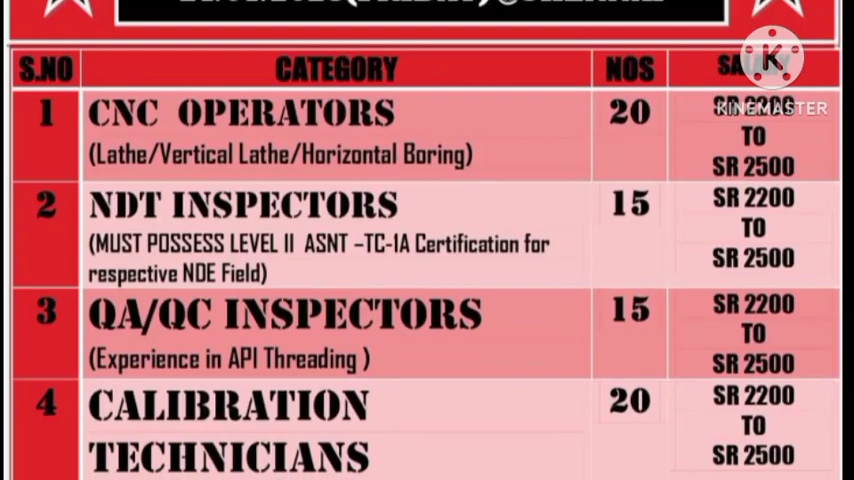 S.NO CATEGORY NOS
KINEMASTER
1 CNC OPERATORS 20
(Lathe/Vertical Lathe/Horizontal Boring)
TO
SR 2500
2 NDT INSPECTORS 15 SR 2200
TO
(MUST POSSESS LEVEL II ASNT –TC-1A Certification for
SR 2500
respective NDE Field)
3 QA/QC INSPECTORS 15 SR 2200
TO
(Experience in API Threading )
SR 2500
4 CALIBRATION 20 SR 2200
TO
TECHNICIANS SR 2500